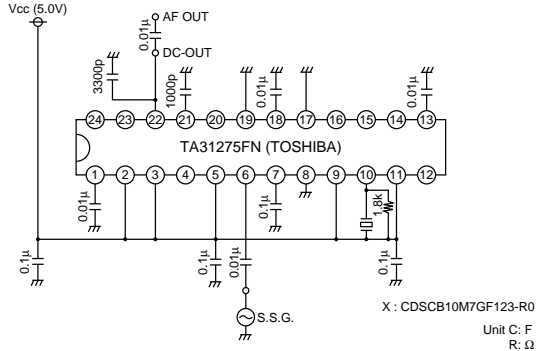 Vcc (5.0V)
AF OUT
0.01μ
DC-OUT
3300p
1000p
0.01μ
0.01μ
24 23 22 21 20 19 18 17 16 15 14 13
TA31275FN (TOSHIBA)
1 2 3 4 5 6 7 8 9 10 11 12
0.01μ
0.1μ
1.8k
0.1μ
0.1μ
0.01μ
0.1μ
S.S.G.
X : CDSCB10M7GF123-R0
Unit C: F
R: Ω